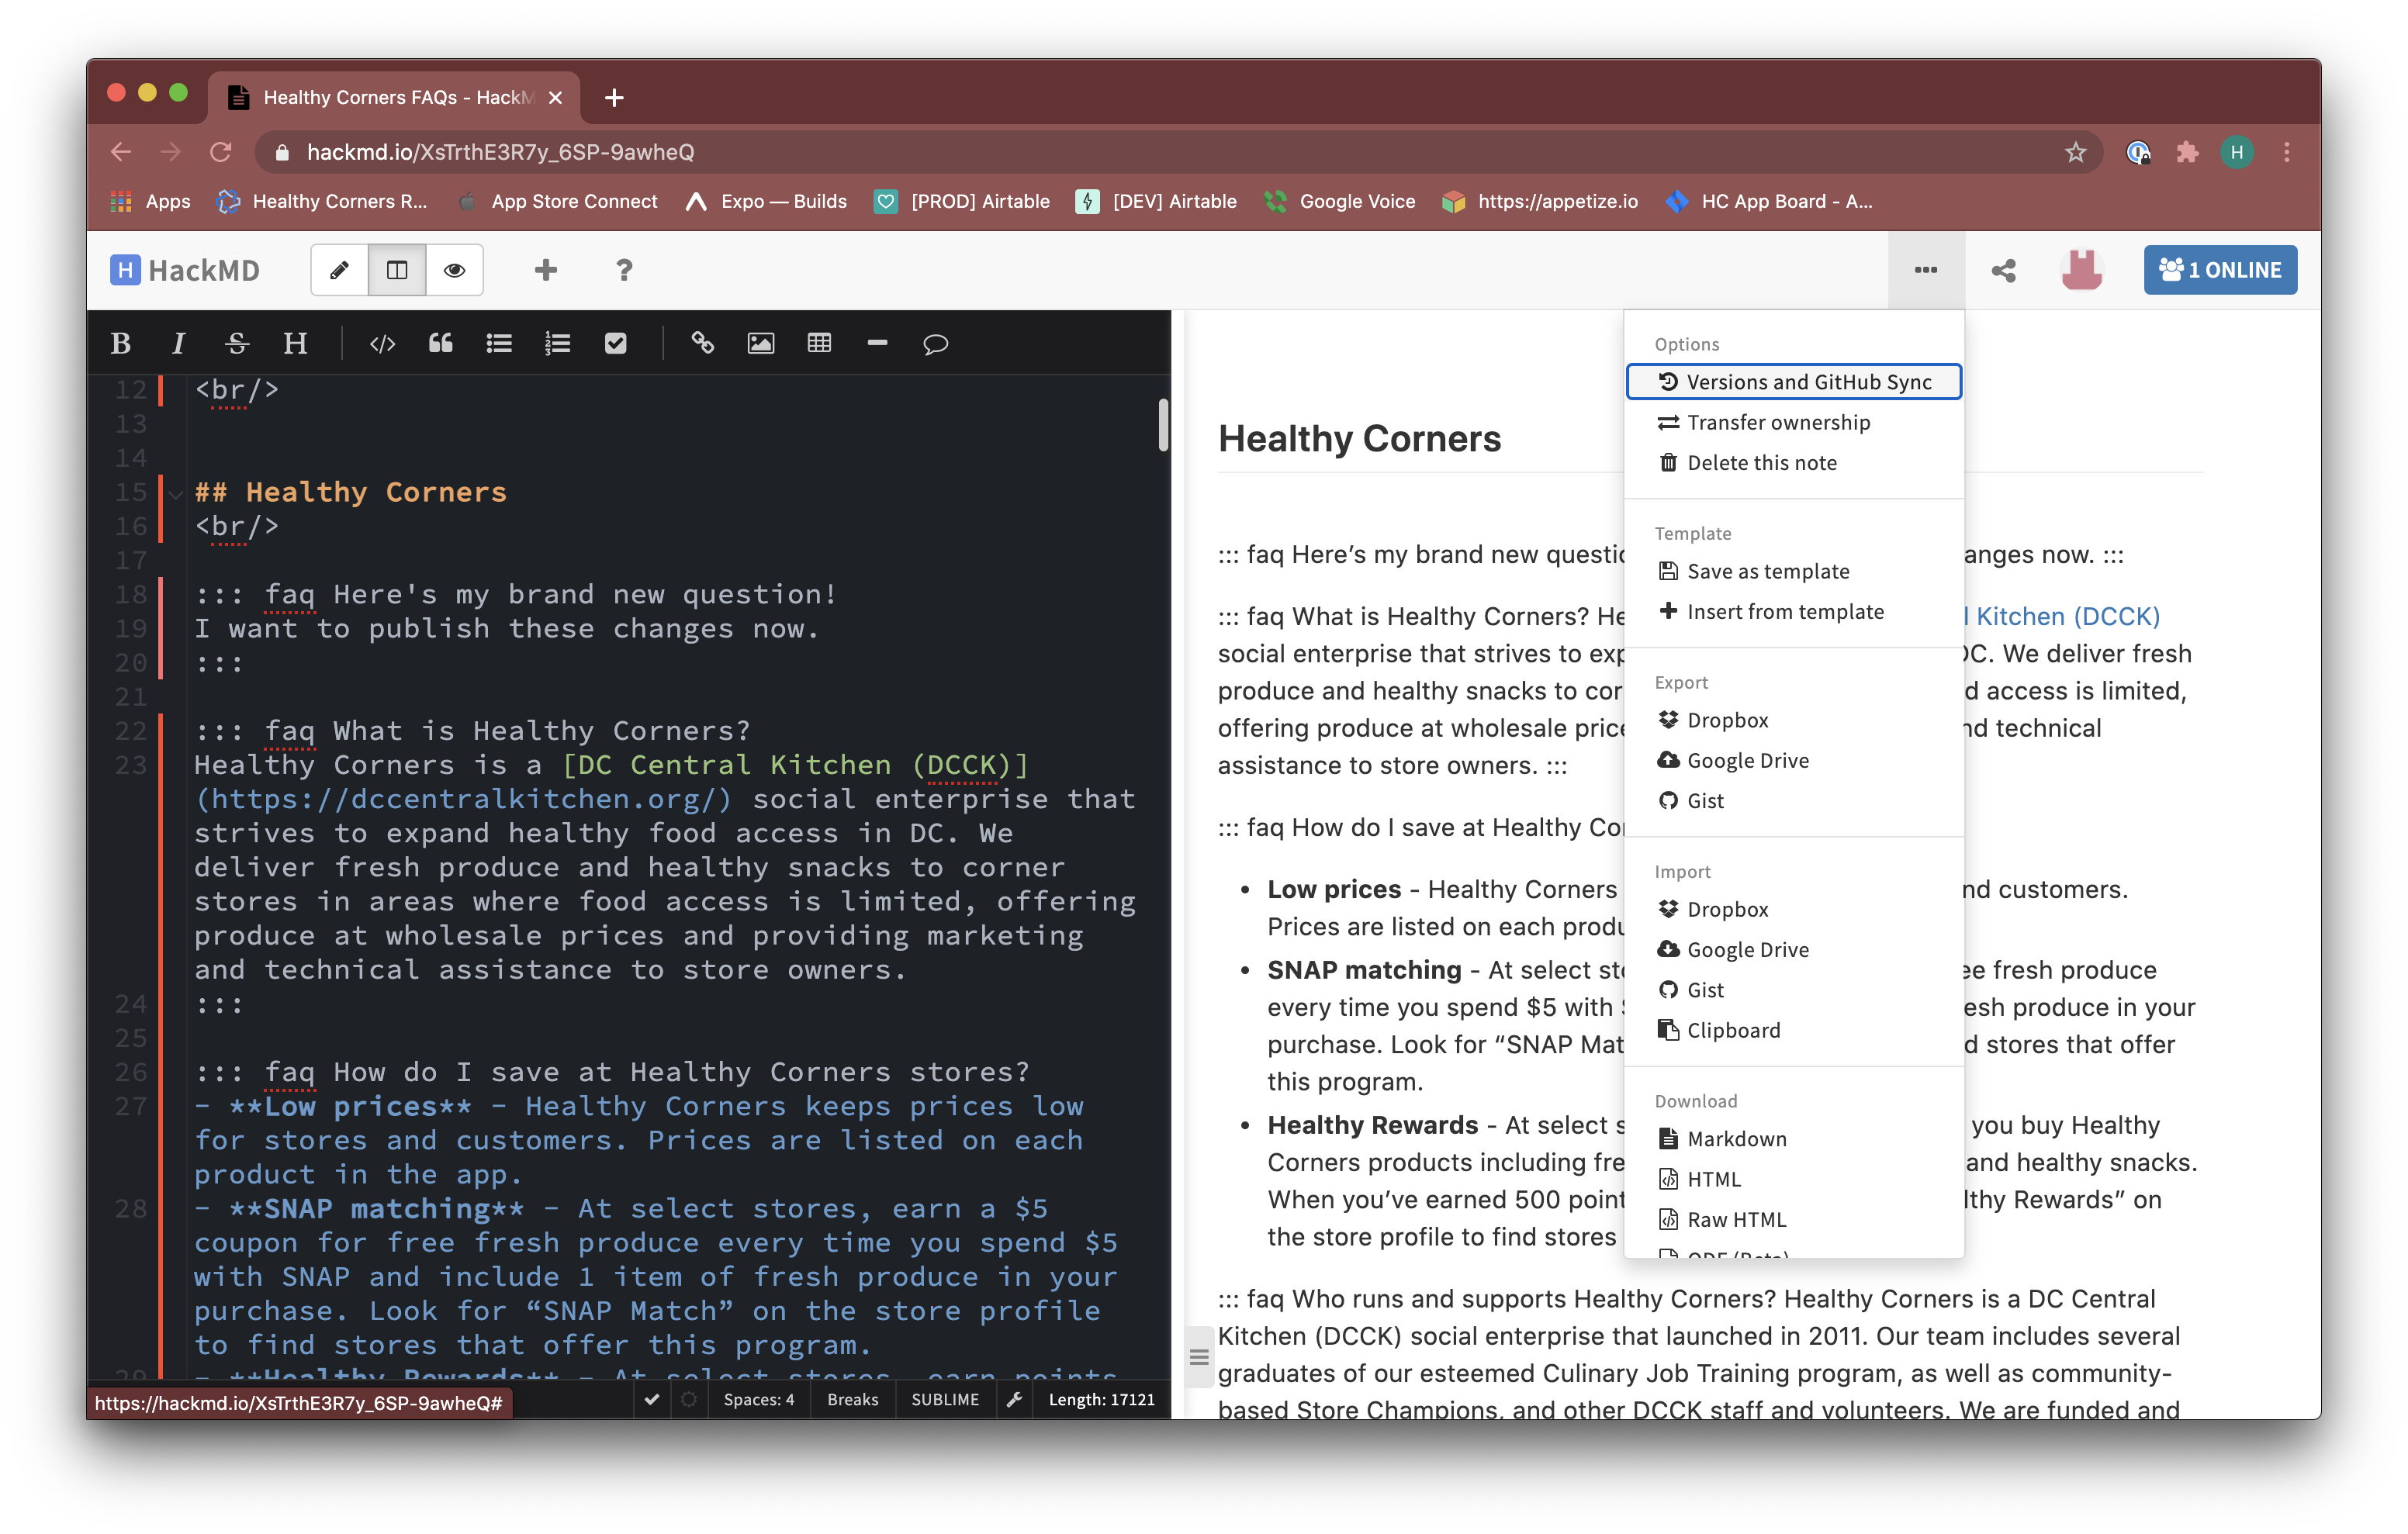 Healthy Corners FAQs - HackM
hackmd.io/XsTrthE3R7y_6SP-9awheQ
H
Apps
Healthy Corners R...
App Store Connect
Expo — Builds
[PROD] Airtable
[DEV] Airtable
Google Voice
https://appetize.io
HC App Board - A...
H HackMD
1 ONLINE
B I S H
12 <br/>
13
14
15 ## Healthy Corners
16 <br/>
17
18 ::: faq Here's my brand new question!
19 I want to publish these changes now.
20 :::
21
22 ::: faq What is Healthy Corners?
23 Healthy Corners is a [DC Central Kitchen (DCCK)]
(https://dccentralkitchen.org/) social enterprise that
strives to expand healthy food access in DC. We
deliver fresh produce and healthy snacks to corner
stores in areas where food access is limited, offering
produce at wholesale prices and providing marketing
and technical assistance to store owners.
24 :::
25
26 ::: faq How do I save at Healthy Corners stores?
27 - **Low prices** - Healthy Corners keeps prices low
for stores and customers. Prices are listed on each
product in the app.
28 - **SNAP matching** - At select stores, earn a $5
coupon for free fresh produce every time you spend $5
with SNAP and include 1 item of fresh produce in your
purchase. Look for “SNAP Match” on the store profile
to find stores that offer this program.
29 - **Healthy Rewards** - At select stores, earn points
https://hackmd.io/XsTrthE3R7y_6SP-9awheQ#
Spaces: 4
Breaks
SUBLIME
Length: 17121
Healthy Corners
::: faq Here’s my brand new questio
anges now. :::
::: faq What is Healthy Corners? He
l Kitchen (DCCK)
social enterprise that strives to exp
DC. We deliver fresh
produce and healthy snacks to cor
d access is limited,
offering produce at wholesale price
nd technical
assistance to store owners. :::
::: faq How do I save at Healthy Cor
• Low prices - Healthy Corners
nd customers.
Prices are listed on each produ
• SNAP matching - At select sto
ee fresh produce
every time you spend $5 with S
esh produce in your
purchase. Look for “SNAP Mat
d stores that offer
this program.
• Healthy Rewards - At select s
you buy Healthy
Corners products including fre
and healthy snacks.
When you’ve earned 500 point
lthy Rewards” on
the store profile to find stores
::: faq Who runs and supports Healthy Corners? Healthy Corners is a DC Central
Kitchen (DCCK) social enterprise that launched in 2011. Our team includes several
graduates of our esteemed Culinary Job Training program, as well as community-
based Store Champions, and other DCCK staff and volunteers. We are funded and
Options
Versions and GitHub Sync
Transfer ownership
Delete this note
Template
Save as template
Insert from template
Export
Dropbox
Google Drive
Gist
Import
Dropbox
Google Drive
Gist
Clipboard
Download
Markdown
HTML
Raw HTML
ODF (Beta)